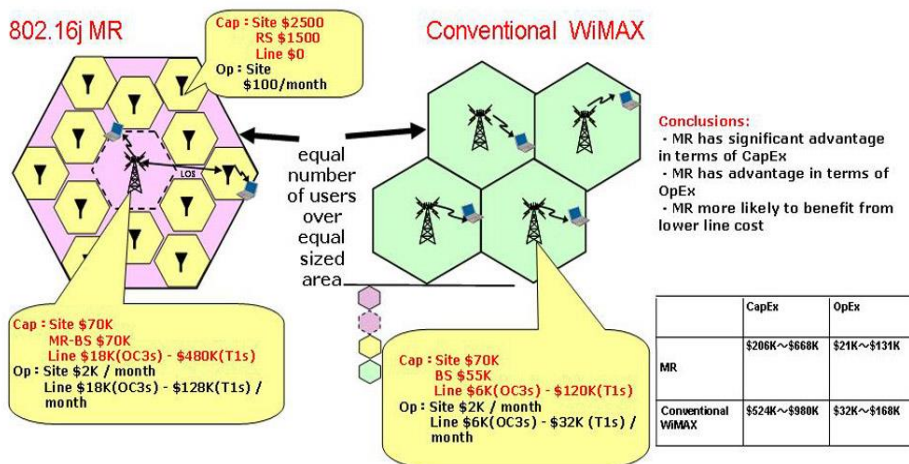 802.16j MR
Conventional WiMAX
Cap : Site $2500
RS $1500
Line $0
Op : Site
$100/month
LOS
equal
number
of users
over
equal
sized
area
Conclusions:
· MR has significant advantage
in terms of CapEx
· MR has advantage in terms of
OpEx
· MR more likely to benefit from
lower line cost
Cap : Site $70K
MR-BS $70K
Line $18K(OC3s) - $480K(T1s)
Op : Site $2K / month
Line $18K(OC3s) - $128K(T1s) /
month
Cap : Site $70K
BS $55K
Line $6K(OC3s) - $120K(T1s)
Op : Site $2K / month
Line $6K(OC3s) - $32K (T1s) /
month
CapEx OpEx
MR $206K~$668K $21K~$131K
Conventional
WiMAX $524K~$980K $32K~$168K